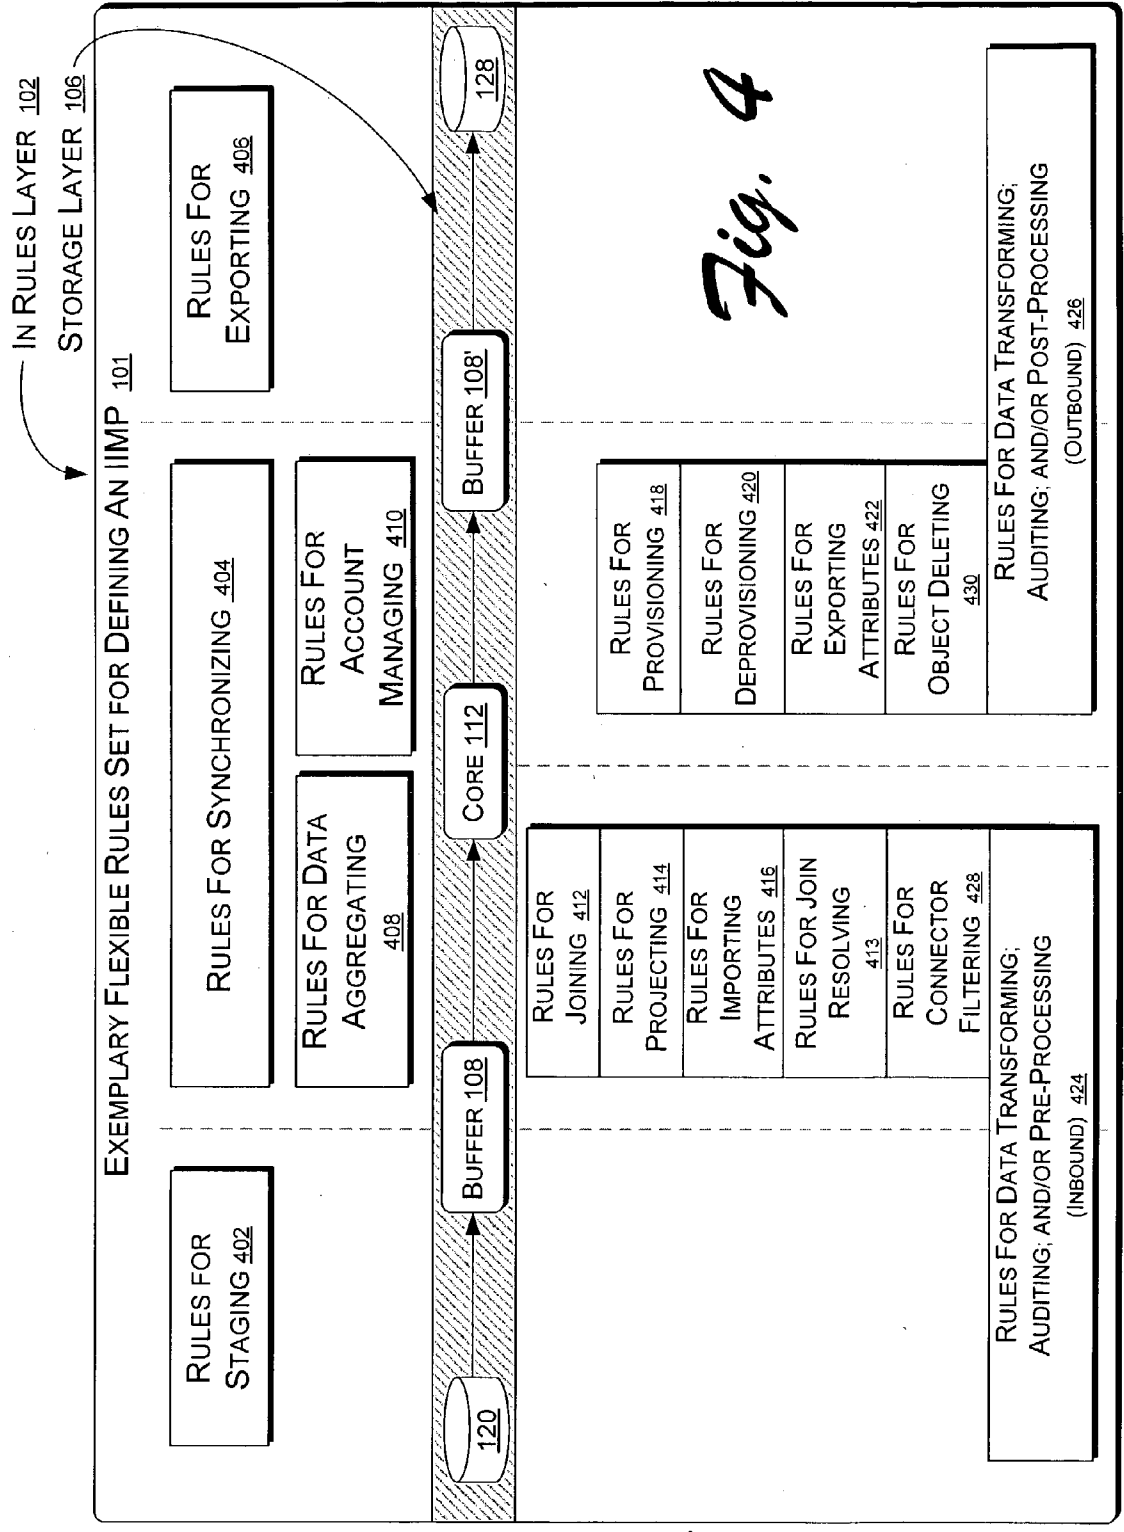 IN RULES LAYER 102
STORAGE LAYER 106
EXEMPLARY FLEXIBLE RULES SET FOR DEFINING AN IIMP 101
RULES FOR
STAGING 402
RULES FOR SYNCHRONIZING 404
RULES FOR
EXPORTING 406
RULES FOR DATA
AGGREGATING
408
RULES FOR
ACCOUNT
MANAGING 410
120
BUFFER 108
CORE 112
BUFFER 108'
128
RULES FOR
JOINING 412
RULES FOR
PROJECTING 414
RULES FOR
IMPORTING
ATTRIBUTES 416
RULES FOR JOIN
RESOLVING
413
RULES FOR
CONNECTOR
FILTERING 428
RULES FOR DATA TRANSFORMING;
AUDITING; AND/OR PRE-PROCESSING
(INBOUND) 424
RULES FOR
PROVISIONING 418
RULES FOR
DEPROVISIONING 420
RULES FOR
EXPORTING
ATTRIBUTES 422
RULES FOR
OBJECT DELETING
430
RULES FOR DATA TRANSFORMING;
AUDITING; AND/OR POST-PROCESSING
(OUTBOUND) 426
Fig. 4